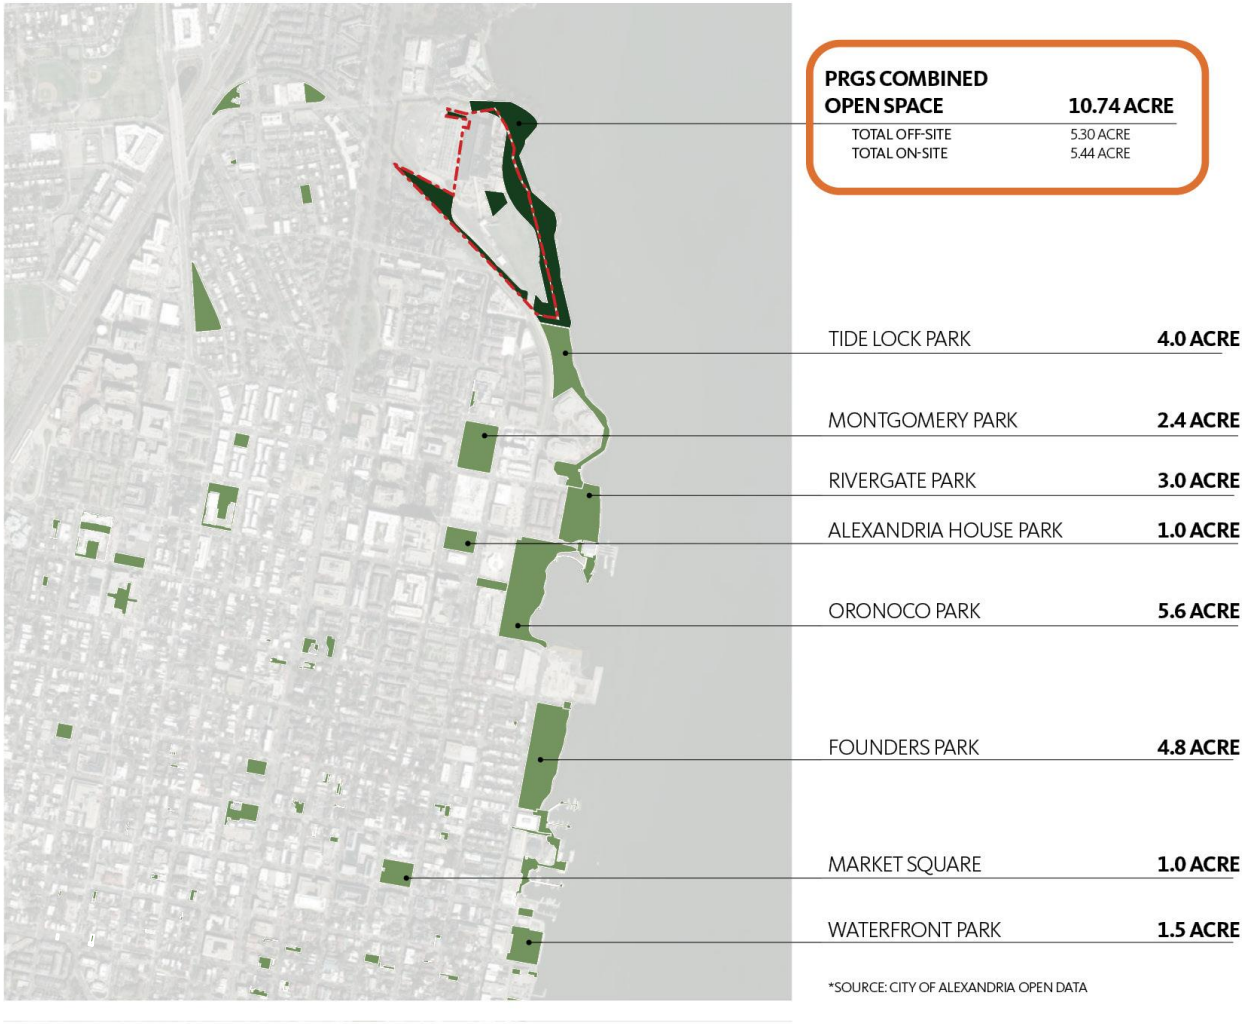 PRGS COMBINED
OPEN SPACE 10.74 ACRE
TOTAL OFF-SITE 5.30 ACRE
TOTAL ON-SITE 5.44 ACRE
TIDE LOCK PARK 4.0 ACRE
MONTGOMERY PARK 2.4 ACRE
RIVERGATE PARK 3.0 ACRE
ALEXANDRIA HOUSE PARK 1.0 ACRE
ORONOCO PARK 5.6 ACRE
FOUNDERS PARK 4.8 ACRE
MARKET SQUARE 1.0 ACRE
WATERFRONT PARK 1.5 ACRE
*SOURCE: CITY OF ALEXANDRIA OPEN DATA